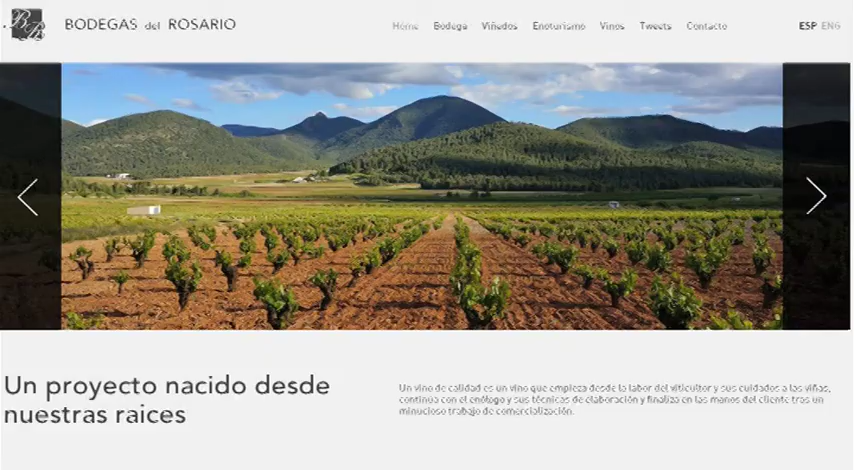 BB
BODEGAS del ROSARIO
Home Bodega Viñedos Enoturismo Vinos Tweets Contacto
ESP ENG
Un proyecto nacido desde
nuestras raices
Un vino de calidad es un vino que empieza desde la labor del viticultor y sus cuidados a las viñas,
continúa con el enólogo y sus técnicas de elaboración y finaliza en las manos del cliente tras un
minucioso trabajo de comercialización.